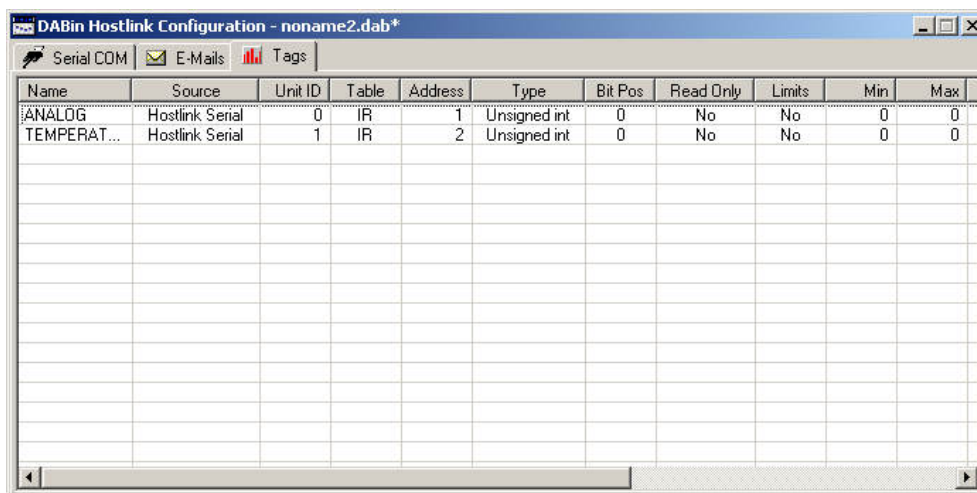 DABin Hostlink Configuration - noname2.dab*
Serial COM E-Mails Tags
Name Source Unit ID Table Address Type Bit Pos Read Only Limits Min Max
ANALOG Hostlink Serial 0 IR 1 Unsigned int 0 No No 0 0
TEMPERAT... Hostlink Serial 1 IR 2 Unsigned int 0 No No 0 0